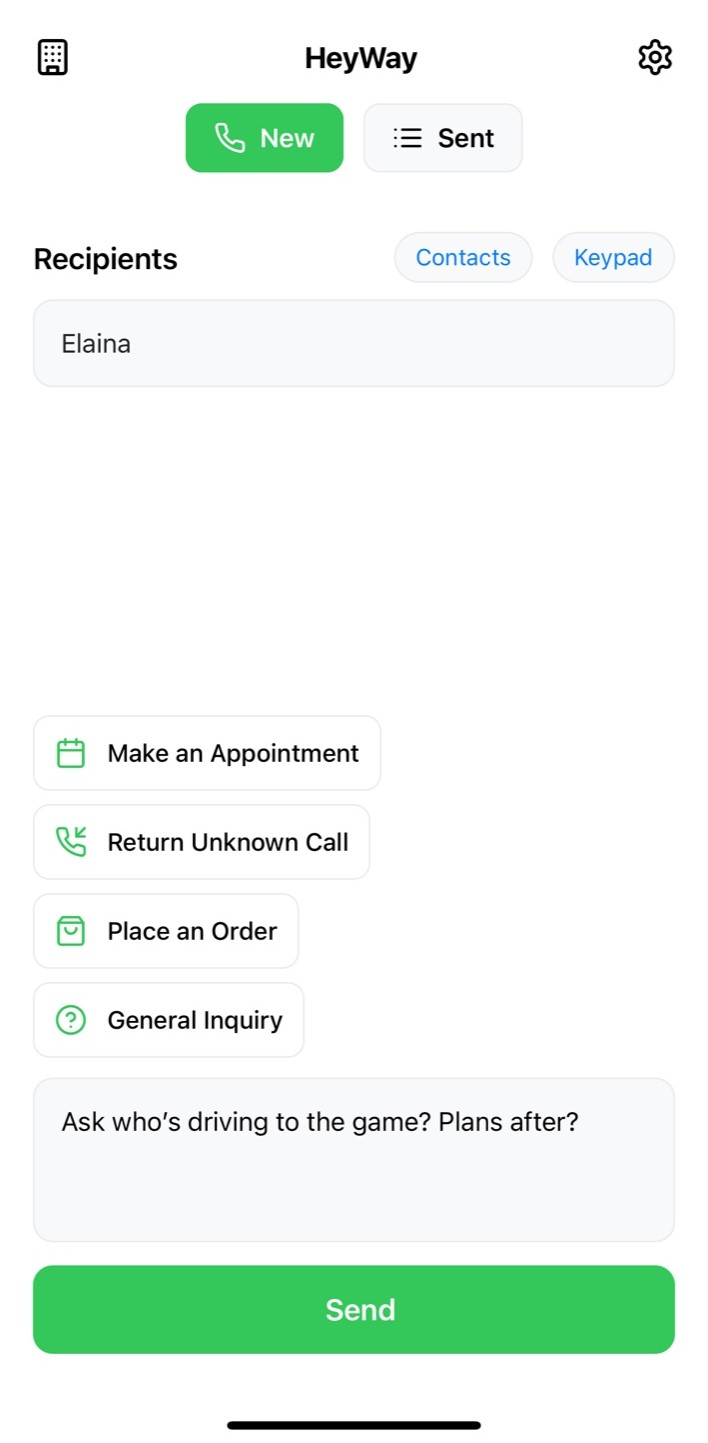 HeyWay
New
Sent
Recipients
Contacts
Keypad
Elaina
Make an Appointment
Return Unknown Call
Place an Order
General Inquiry
Ask who’s driving to the game? Plans after?
Send